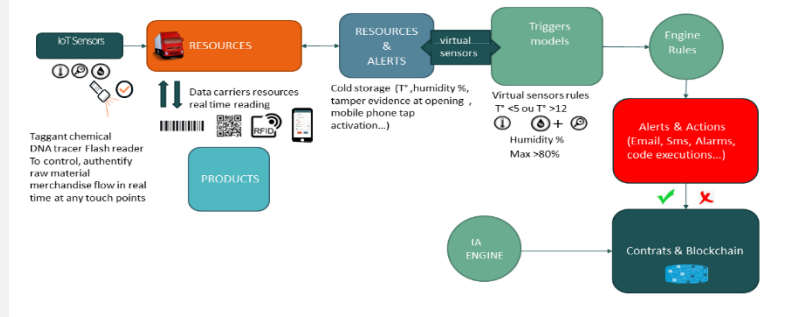 IoT Sensors
RESOURCES
RESOURCES
&
ALERTS
virtual
sensors
Triggers
models
Engine
Rules
Taggant chemical
DNA tracer Flash reader
To control, authentify
raw material
merchandise flow in real
time at any touch points
Data carriers resources
real time reading
RFID
PRODUCTS
Cold storage (T° ,humidity %,
tamper evidence at opening ,
mobile phone tap
activation...)
Virtual sensors rules
T° <5 ou T° >12
+
Humidity %
Max >80%
Alerts & Actions
(Email, Sms, Alarms,
code executions...)
IA
ENGINE
Contrats & Blockchain